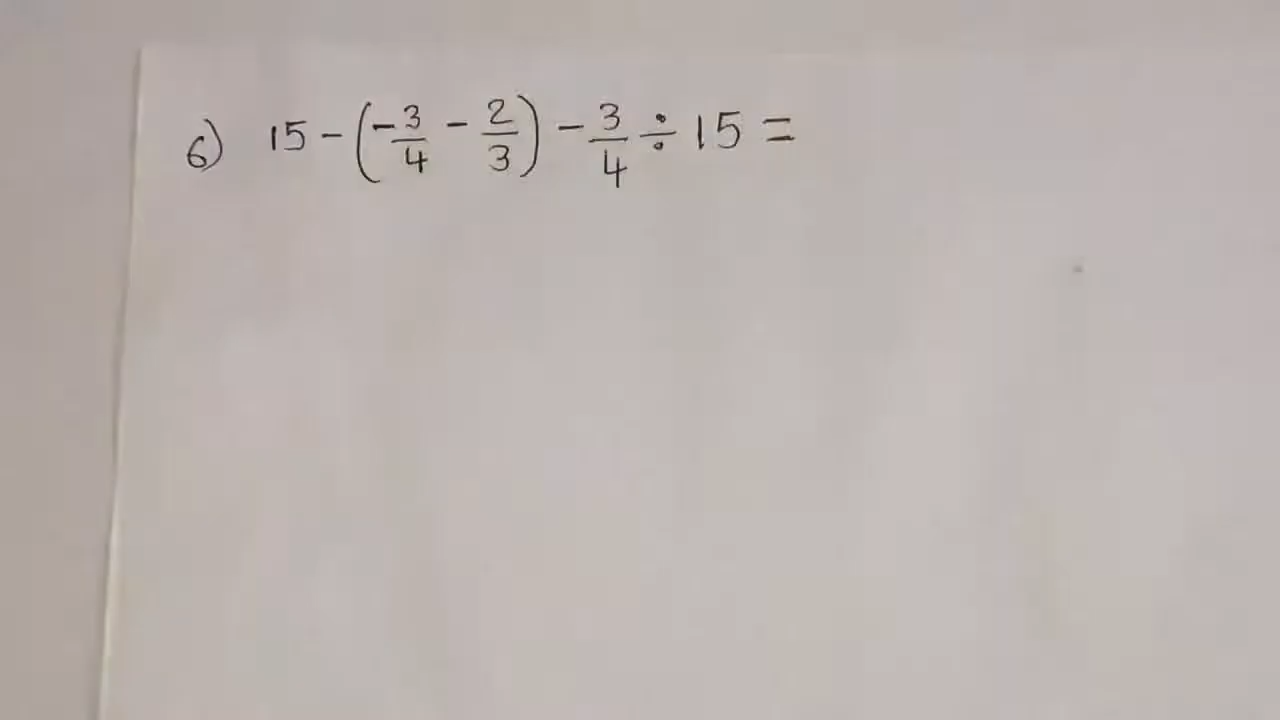 6) 15 - (-3/4 - 2/3) - 3/4 ÷ 15 =